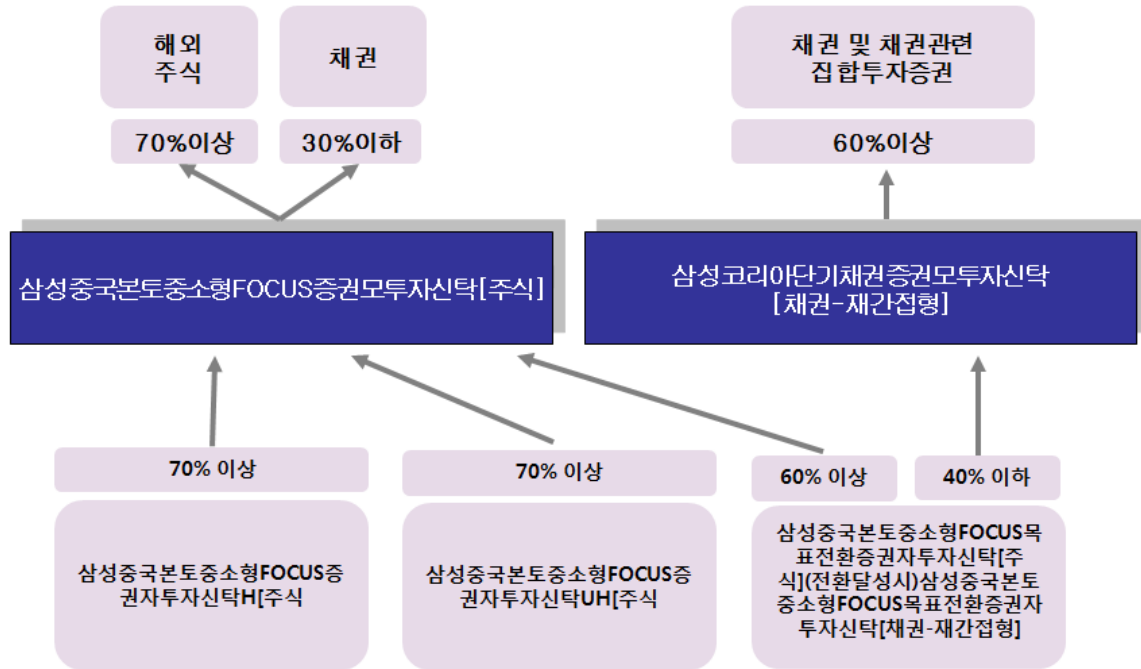 해외
주식
채권
채권 및 채권관련
집합투자증권
70%이상
30%이하
60%이상
삼성중국본토중소형FOCUS증권모투자신탁[주식]
삼성코리아단기채권증권모투자신탁
[채권-재간접형]
70% 이상
70% 이상
60% 이상
40% 이하
삼성중국본토중소형FOCUS증
권자투자신탁H[주식
삼성중국본토중소형FOCUS증
권자투자신탁UH[주식
삼성중국본토중소형FOCUS목
표전환증권자투자신탁[주
식](전환달성시)삼성중국본토
중소형FOCUS목표전환증권자
투자신탁[채권-재간접형]